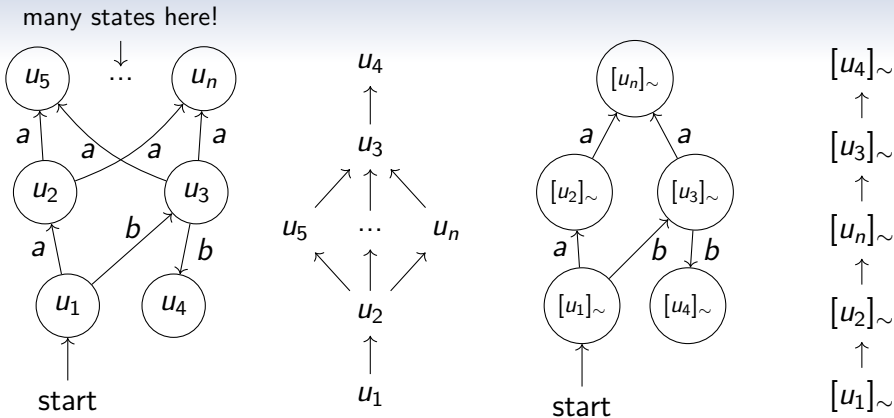 many states here!
u₅ ... uₙ
a a a a
u₂ u₃
a b b
u₁ u₄
start
u₄
u₃
u₅ ... uₙ
u₂
u₁
[uₙ]∼
a a
[u₂]∼ [u₃]∼
a b b
[u₁]∼ [u₄]∼
start
[u₄]∼
[u₃]∼
[uₙ]∼
[u₂]∼
[u₁]∼